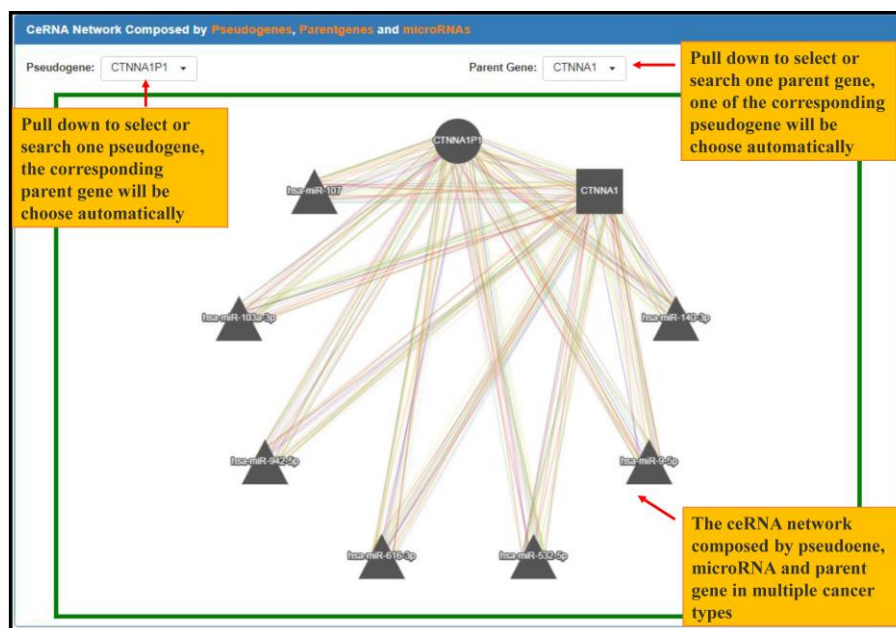 CeRNA Network Composed by Pseudogenes, Parentgenes and microRNAs
Pseudogene: CTNNA1P1
Parent Gene: CTNNA1
Pull down to select or
search one parent gene,
one of the corresponding
pseudogene will be
choose automatically
Pull down to select or
search one pseudogene,
the corresponding
parent gene will be
choose automatically
CTNNA1P1
hsa-miR-107
CTNNA1
hsa-miR-103a-3p
hsa-miR-140-3p
hsa-miR-942-5p
hsa-miR-9-5p
hsa-miR-616-3p
hsa-miR-532-5p
The ceRNA network
composed by pseudoene,
microRNA and parent
gene in multiple cancer
types